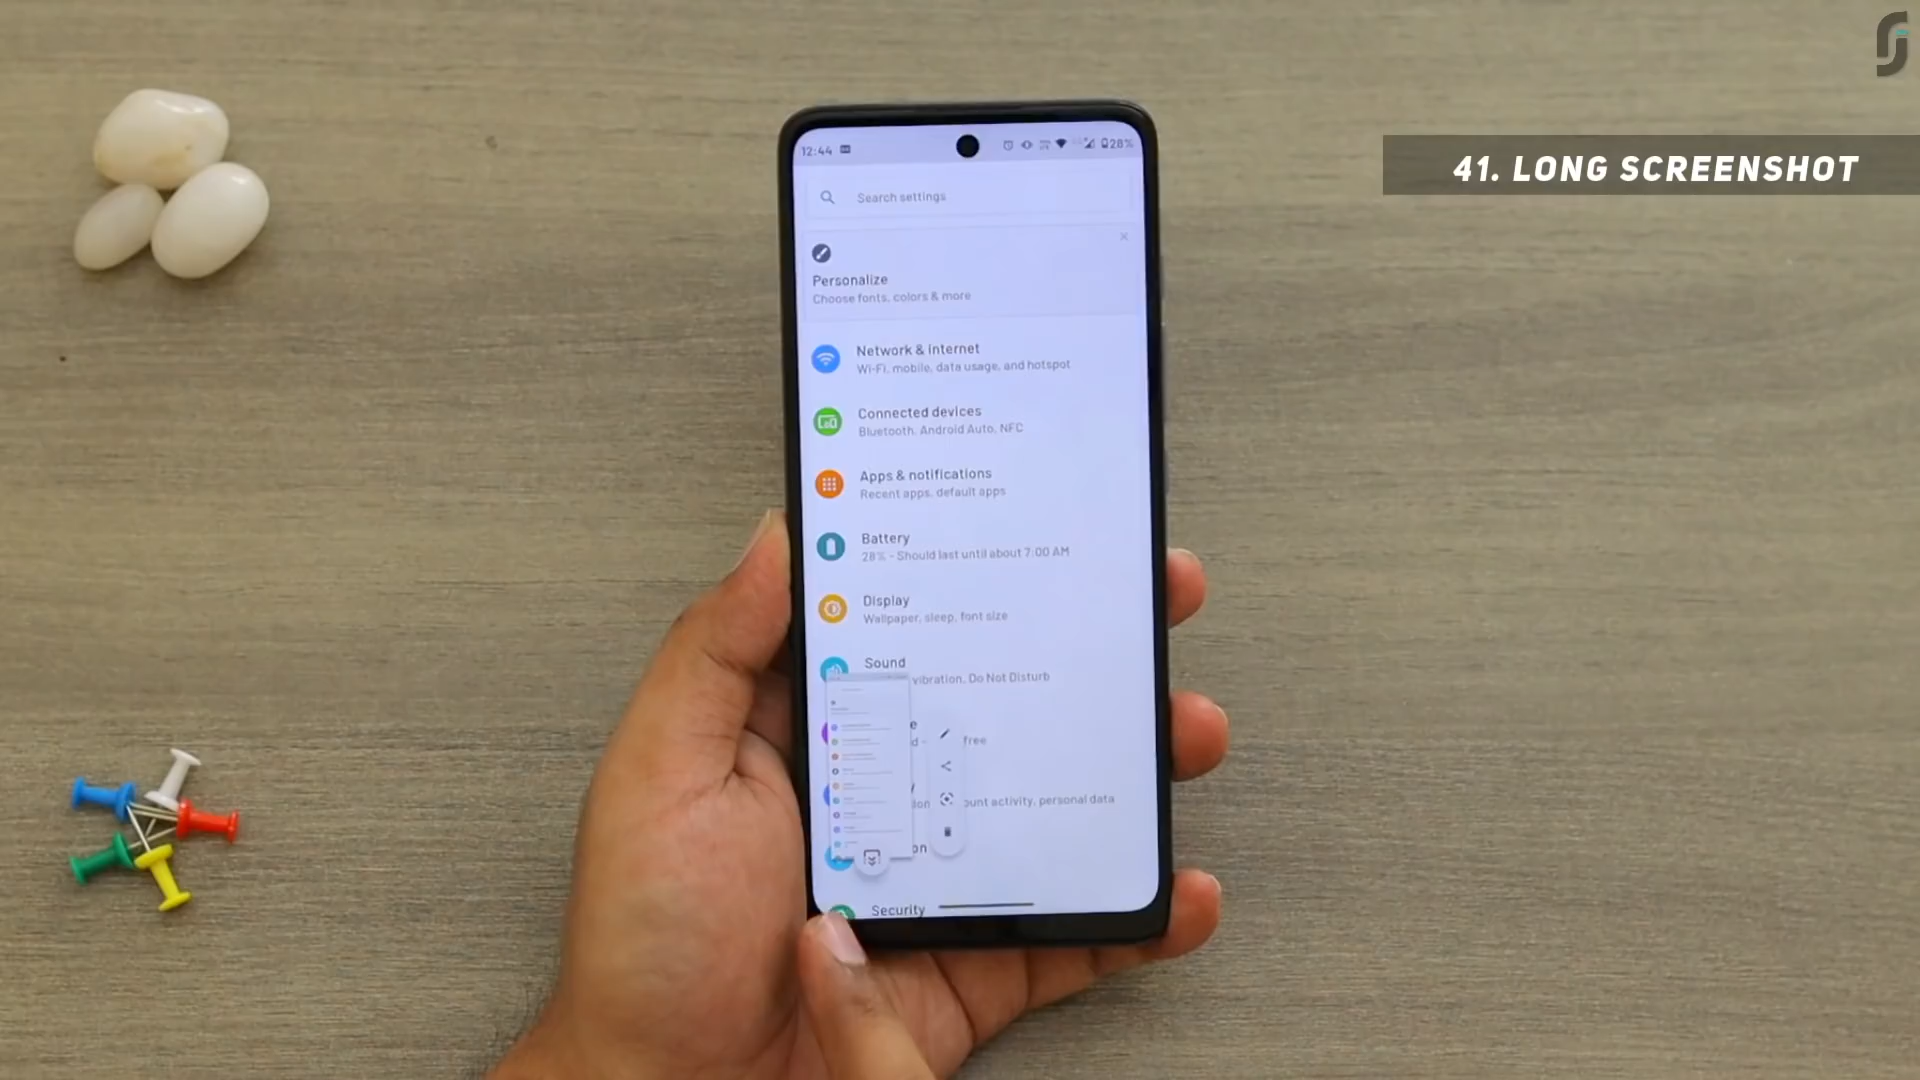 41. LONG SCREENSHOT
12:44
28%
Search settings
Personalize
Choose fonts, colors & more
Network & internet
Wi-Fi, mobile, data usage, and hotspot
Connected devices
Bluetooth, Android Auto, NFC
Apps & notifications
Recent apps, default apps
Battery
28% - Should last until about 7:00 AM
Display
Wallpaper, sleep, font size
Sound
vibration, Do Not Disturb
free
ount activity, personal data
on
Security